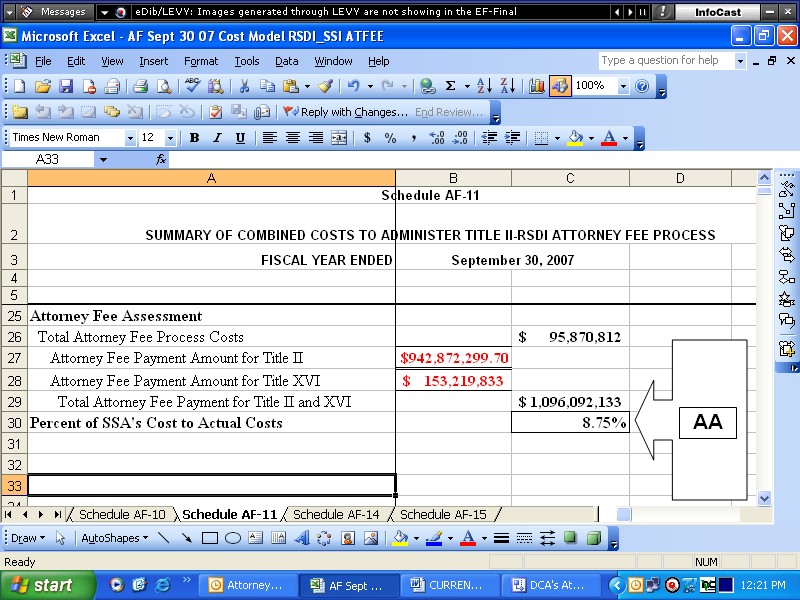 Messages eDib/LEVY: Images generated through LEVY are not showing in the EF-Final InfoCast
Microsoft Excel - AF Sept 30 07 Cost Model RSDI_SSI ATFEE
File Edit View Insert Format Tools Data Window Help Type a question for help
100%
Reply with Changes... End Review...
Times New Roman 12 B I U $ % ,
A33 fx
A B C D
1 Schedule AF-11
2 SUMMARY OF COMBINED COSTS TO ADMINISTER TITLE II-RSDI ATTORNEY FEE PROCESS
3 FISCAL YEAR ENDED September 30, 2007
4
5
25 Attorney Fee Assessment
26 Total Attorney Fee Process Costs $ 95,870,812
27 Attorney Fee Payment Amount for Title II $942,872,299.70
28 Attorney Fee Payment Amount for Title XVI $ 153,219,833
29 Total Attorney Fee Payment for Title II and XVI $ 1,096,092,133
30 Percent of SSA's Cost to Actual Costs 8.75%
AA
31
32
33
Schedule AF-10 Schedule AF-11 Schedule AF-14 Schedule AF-15
Draw AutoShapes
Ready NUM
start Attorney... AF Sept ... CURREN... DCA's At... 12:21 PM